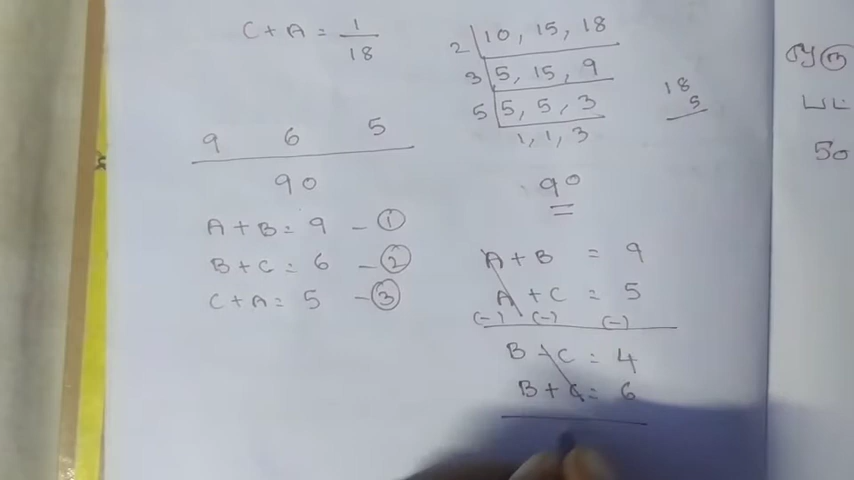 C + A = 1/18
9 6 5
90
A + B = 9 - ①
B + C = 6 - ②
C + A = 5 - ③
2 | 10, 15, 18
3 | 5, 15, 9
5 | 5, 5, 3
1, 1, 3
90
A + B = 9
A + C = 5
(-) (-) (-)
B - C = 4
B + C = 6
18
5
50